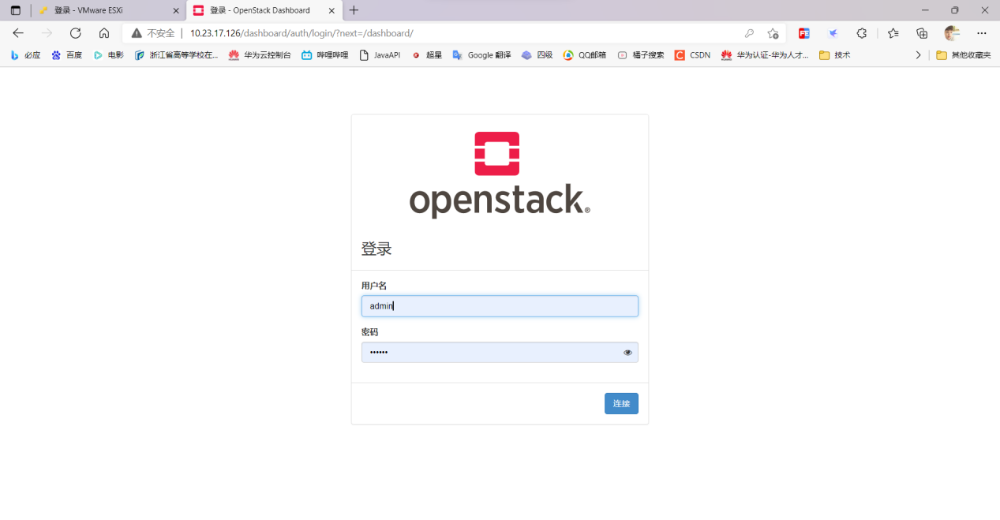 登录 - VMware ESXi
登录 - OpenStack Dashboard
不安全 | 10.23.17.126/dashboard/auth/login/?next=/dashboard/
必应 百度 电影 浙江省高等学校在... 华为云控制台 哔哩哔哩 JavaAPI 超星 Google 翻译 四级 QQ邮箱 橘子搜索 CSDN 华为认证-华为人才... 技术 其他收藏夹
openstack®
登录
用户名
admin
密码
••••••
连接